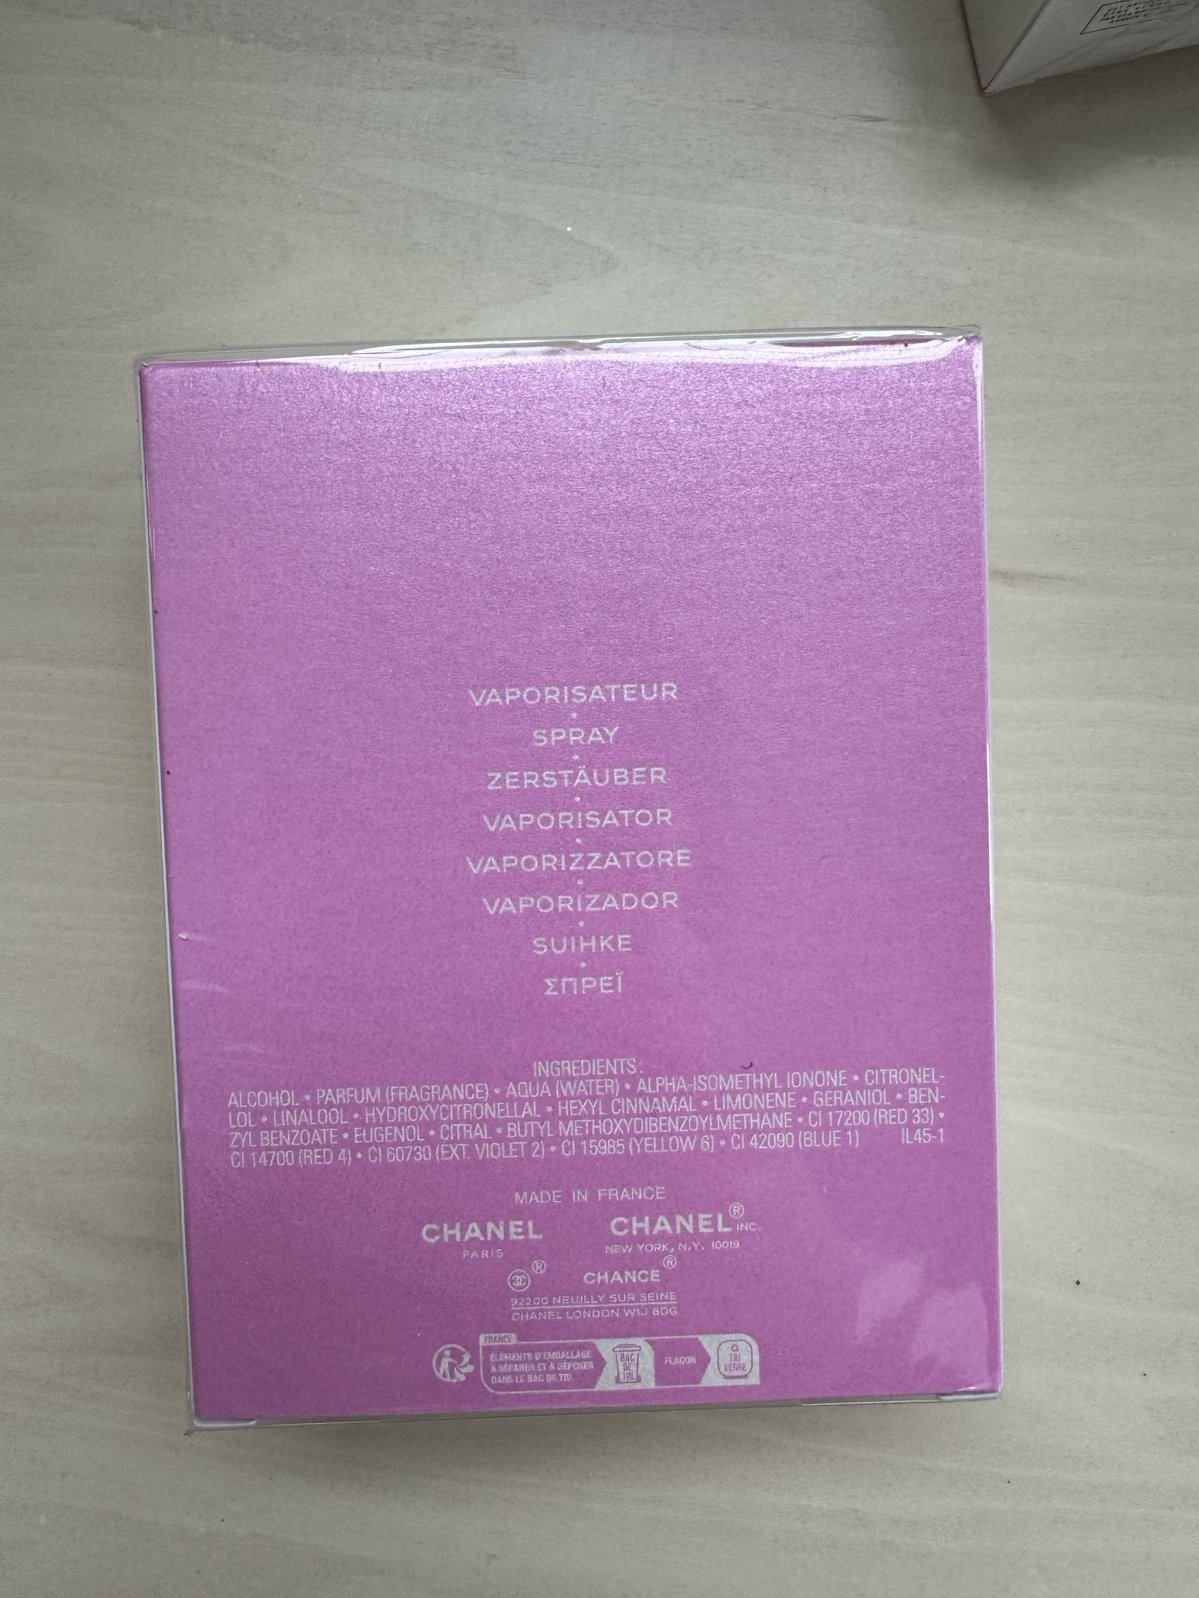 VAPORISATEUR
•
SPRAY
•
ZERSTÄUBER
•
VAPORISATOR
•
VAPORIZZATORE
•
VAPORIZADOR
•
SUIHKE
•
ΣΠΡΕΪ
INGREDIENTS:
ALCOHOL • PARFUM (FRAGRANCE) • AQUA (WATER) • ALPHA-ISOMETHYL IONONE • CITRONEL-
LOL • LINALOOL • HYDROXYCITRONELLAL • HEXYL CINNAMAL • LIMONENE • GERANIOL • BEN-
ZYL BENZOATE • EUGENOL • CITRAL • BUTYL METHOXYDIBENZOYLMETHANE • CI 17200 (RED 33) •
CI 14700 (RED 4) • CI 60730 (EXT. VIOLET 2) • CI 15985 (YELLOW 6) • CI 42090 (BLUE 1) IL45-1
MADE IN FRANCE
CHANEL CHANEL® INC.
PARIS NEW YORK, N.Y. 10019
® CHANCE®
92200 NEUILLY SUR SEINE
CHANEL LONDON W1J 6DG
FRANCE
ÉLÉMENTS D'EMBALLAGE
À SÉPARER ET À DÉPOSER
DANS LE BAC DE TRI
BAC
DE
TRI
FLACON
TRI
VERRE